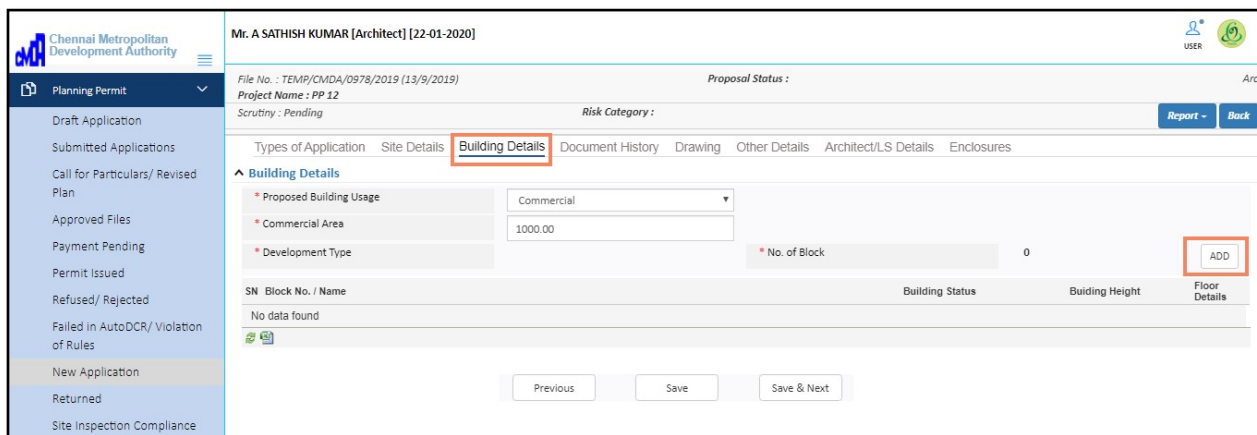 Chennai Metropolitan
Development Authority
CMDA
Mr. A SATHISH KUMAR [Architect] [22-01-2020]
USER
Planning Permit
Draft Application
Submitted Applications
Call for Particulars/ Revised
Plan
Approved Files
Payment Pending
Permit Issued
Refused/ Rejected
Failed in AutoDCR/ Violation
of Rules
New Application
Returned
Site Inspection Compliance
File No. : TEMP/CMDA/0978/2019 (13/9/2019) Proposal Status : Arc
Project Name : PP 12
Scrutiny : Pending Risk Category : Report Back
Types of Application Site Details Building Details Document History Drawing Other Details Architect/LS Details Enclosures
Building Details
* Proposed Building Usage Commercial
* Commercial Area 1000.00
* Development Type * No. of Block 0 ADD
SN Block No. / Name Building Status Buiding Height Floor
Details
No data found
Previous Save Save & Next